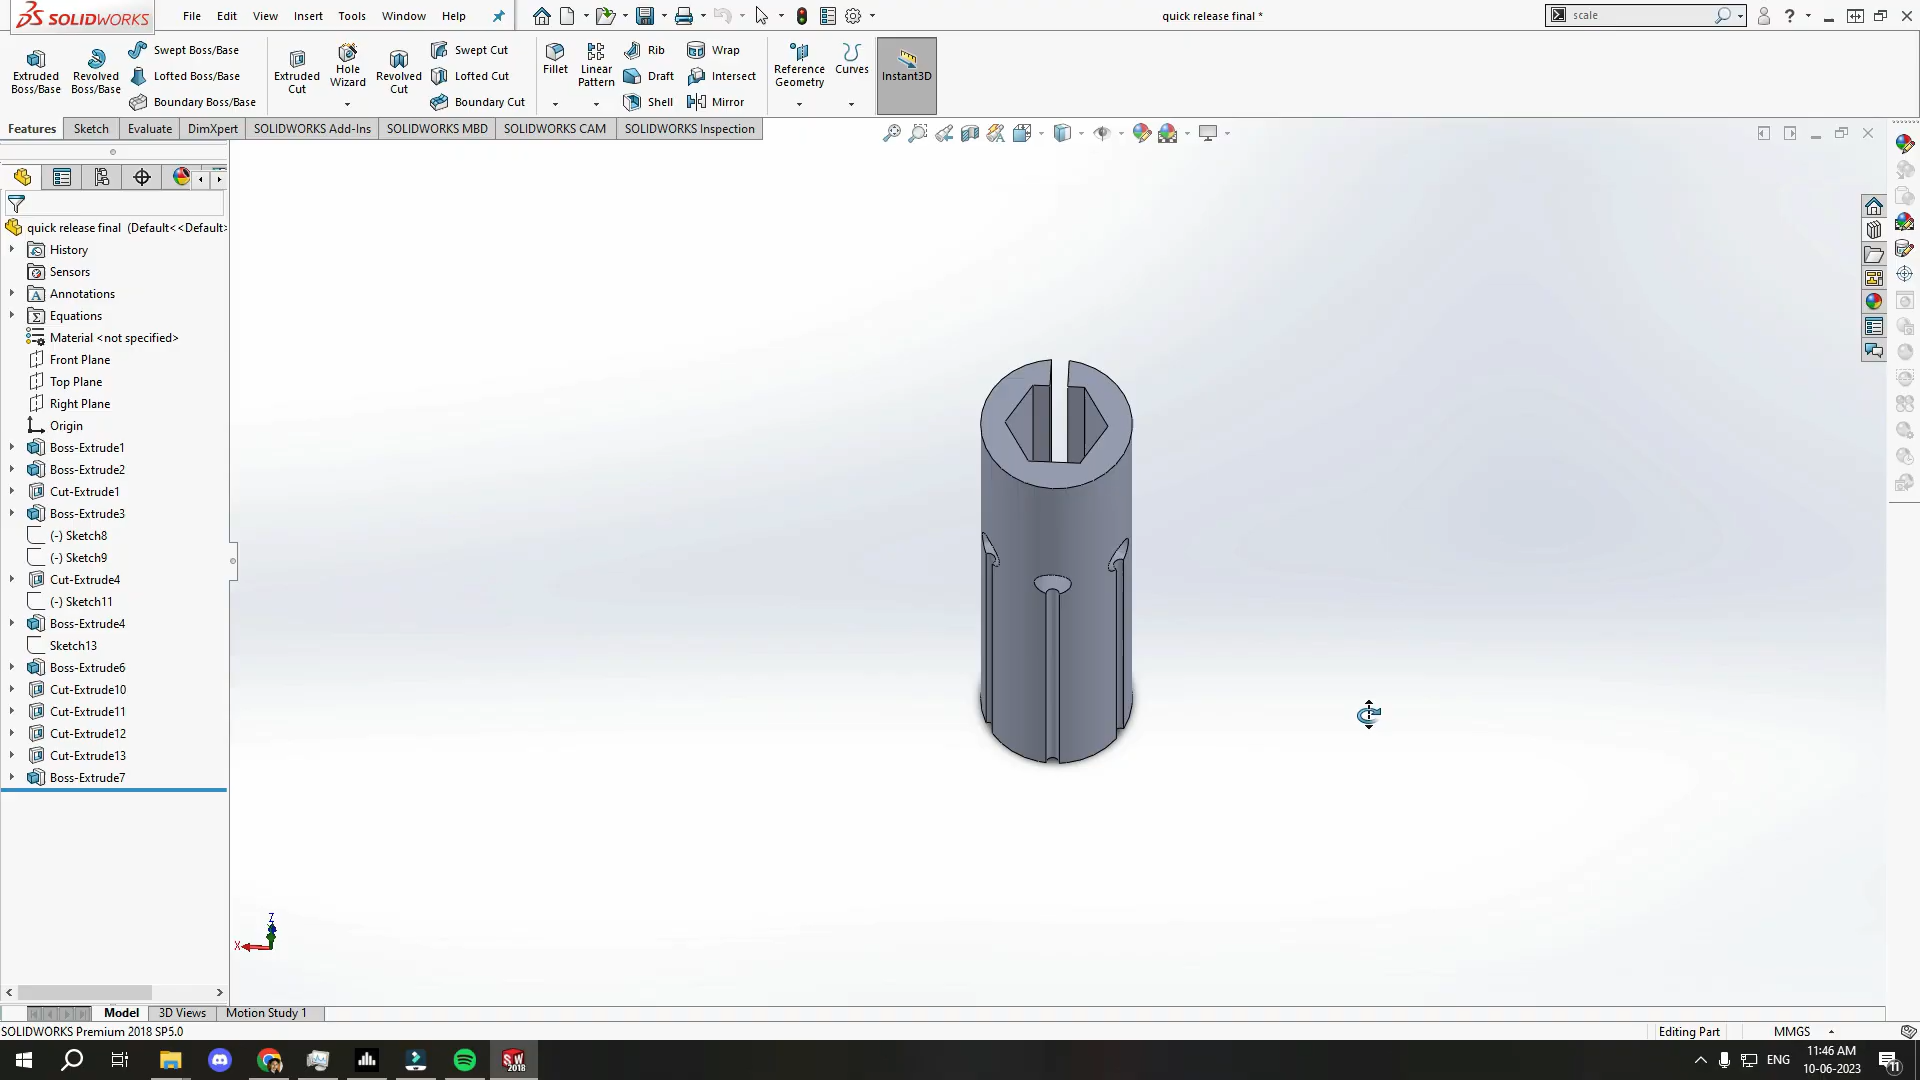 SOLIDWORKS
File Edit View Insert Tools Window Help
quick release final *
scale
Extruded Boss/Base
Revolved Boss/Base
Swept Boss/Base
Lofted Boss/Base
Boundary Boss/Base
Extruded Cut
Hole Wizard
Revolved Cut
Swept Cut
Lofted Cut
Boundary Cut
Fillet
Linear Pattern
Rib
Draft
Shell
Wrap
Intersect
Mirror
Reference Geometry
Curves
Instant3D
Features Sketch Evaluate DimXpert SOLIDWORKS Add-Ins SOLIDWORKS MBD SOLIDWORKS CAM SOLIDWORKS Inspection
quick release final (Default<<Default>
History
Sensors
Annotations
Equations
Material <not specified>
Front Plane
Top Plane
Right Plane
Origin
Boss-Extrude1
Boss-Extrude2
Cut-Extrude1
Boss-Extrude3
(-) Sketch8
(-) Sketch9
Cut-Extrude4
(-) Sketch11
Boss-Extrude4
Sketch13
Boss-Extrude6
Cut-Extrude10
Cut-Extrude11
Cut-Extrude12
Cut-Extrude13
Boss-Extrude7
Z
X
Model 3D Views Motion Study 1
SOLIDWORKS Premium 2018 SP5.0
Editing Part MMGS
SW
2018
ENG
11:46 AM
10-06-2023
11